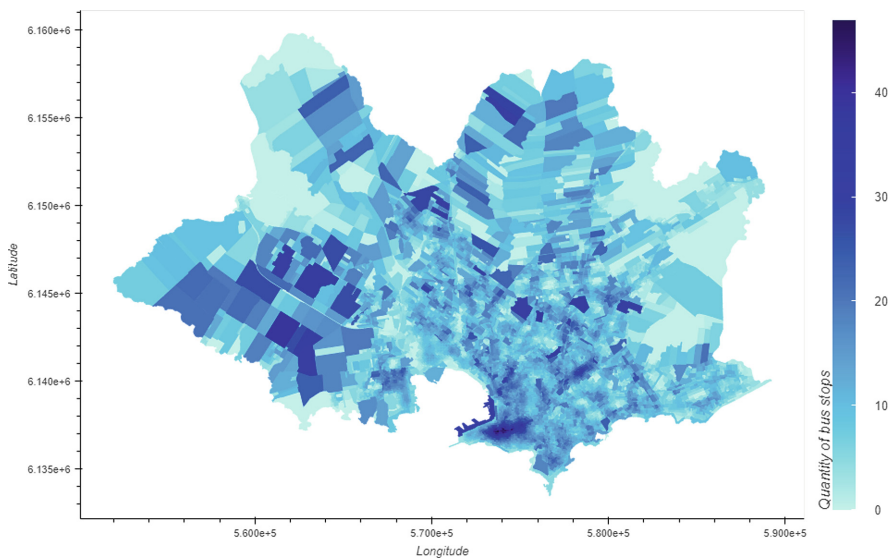 6.160e+6
6.155e+6
6.150e+6
6.145e+6
6.140e+6
6.135e+6
Latitude
5.600e+5
5.700e+5
5.800e+5
5.900e+5
Longitude
40
30
20
10
0
Quantity of bus stops